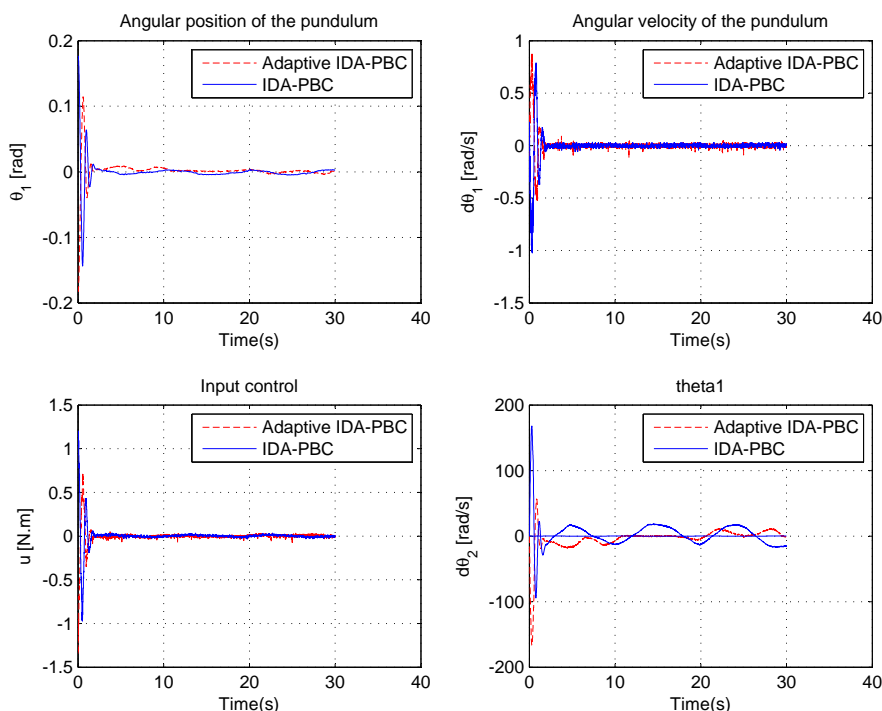 Angular position of the pundulum
0.2
0.1
0
-0.1
-0.2
θ1 [rad]
0 10 20 30 40
Time(s)
Adaptive IDA-PBC
IDA-PBC
Angular velocity of the pundulum
1
0.5
0
-0.5
-1
-1.5
dθ1 [rad/s]
0 10 20 30 40
Time(s)
Adaptive IDA-PBC
IDA-PBC
Input control
1.5
1
0.5
0
-0.5
-1
-1.5
u [N.m]
0 10 20 30 40
Time(s)
Adaptive IDA-PBC
IDA-PBC
theta1
200
100
0
-100
-200
dθ2 [rad/s]
0 10 20 30 40
Time(s)
Adaptive IDA-PBC
IDA-PBC